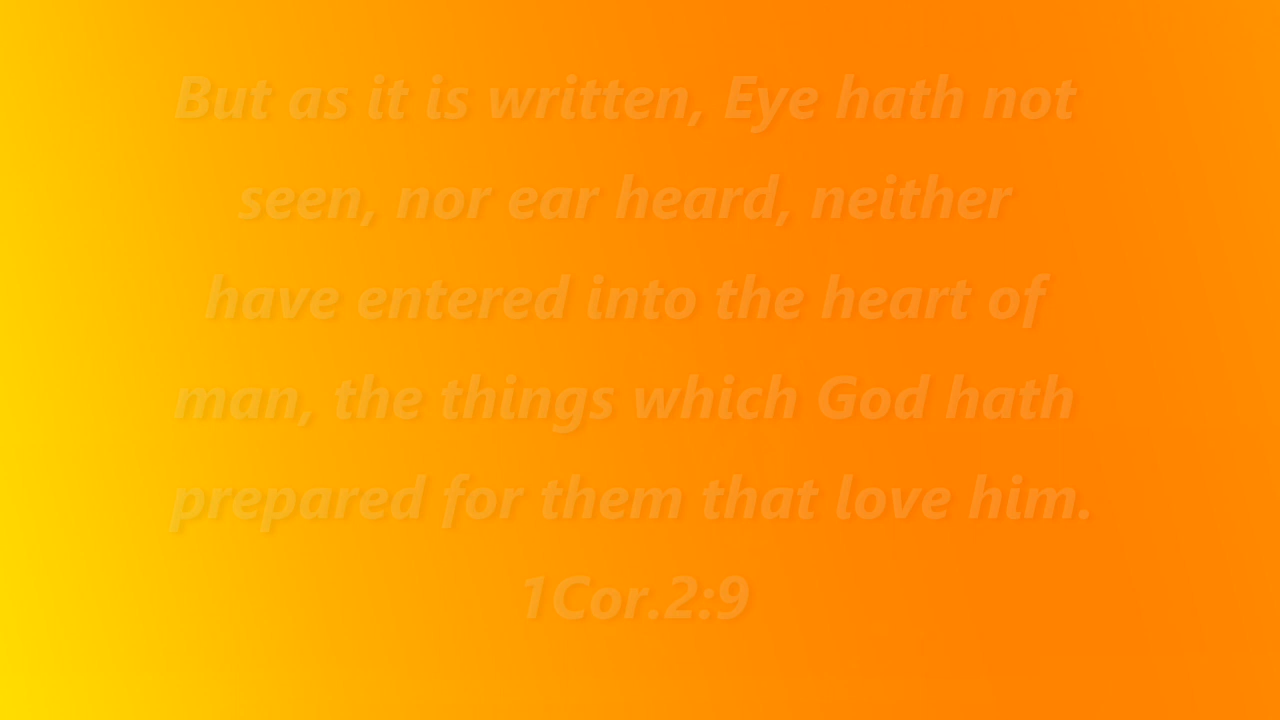 But as it is written, Eye hath not
seen, nor ear heard, neither
have entered into the heart of
man, the things which God hath
prepared for them that love him.
1Cor.2:9